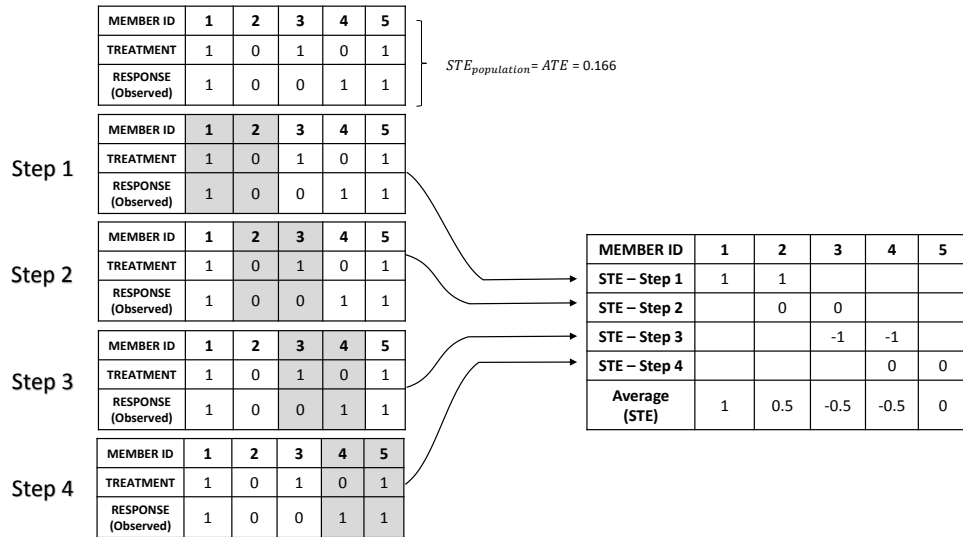 MEMBER ID 1 2 3 4 5
TREATMENT 1 0 1 0 1
RESPONSE
(Observed) 1 0 0 1 1
STEpopulation= ATE = 0.166
Step 1
MEMBER ID 1 2 3 4 5
TREATMENT 1 0 1 0 1
RESPONSE
(Observed) 1 0 0 1 1
Step 2
MEMBER ID 1 2 3 4 5
TREATMENT 1 0 1 0 1
RESPONSE
(Observed) 1 0 0 1 1
Step 3
MEMBER ID 1 2 3 4 5
TREATMENT 1 0 1 0 1
RESPONSE
(Observed) 1 0 0 1 1
Step 4
MEMBER ID 1 2 3 4 5
TREATMENT 1 0 1 0 1
RESPONSE
(Observed) 1 0 0 1 1
MEMBER ID 1 2 3 4 5
STE – Step 1 1 1
STE – Step 2 0 0
STE – Step 3 -1 -1
STE – Step 4 0 0
Average
(STE) 1 0.5 -0.5 -0.5 0